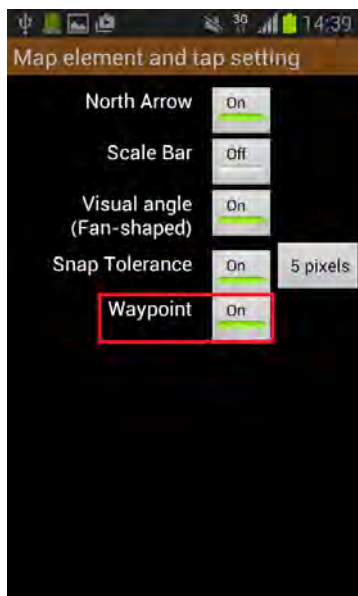 3G 14:39
Map element and tap setting
North Arrow On
Scale Bar Off
Visual angle On
(Fan-shaped)
Snap Tolerance On 5 pixels
Waypoint On